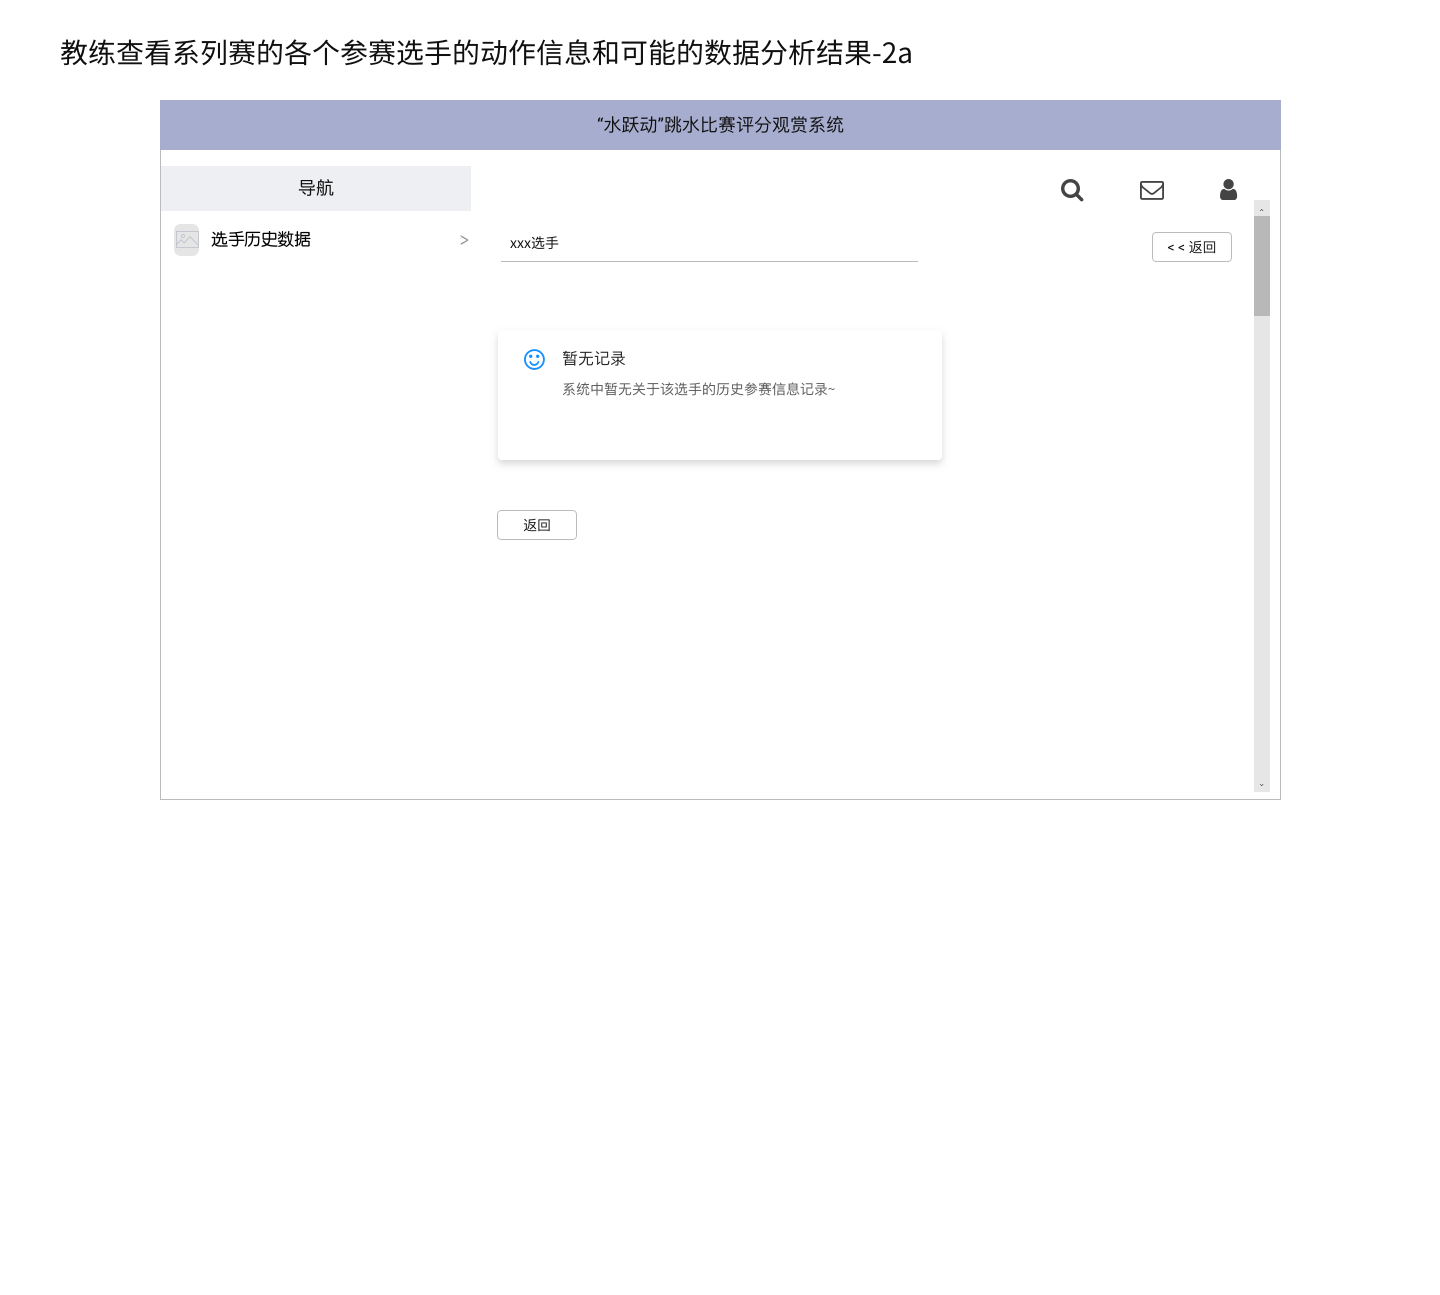 教练查看系列赛的各个参赛选手的动作信息和可能的数据分析结果-2a
“水跃动”跳水比赛评分观赏系统
导航
选手历史数据 >
xxx选手
<< 返回
暂无记录
系统中暂无关于该选手的历史参赛信息记录~
返回